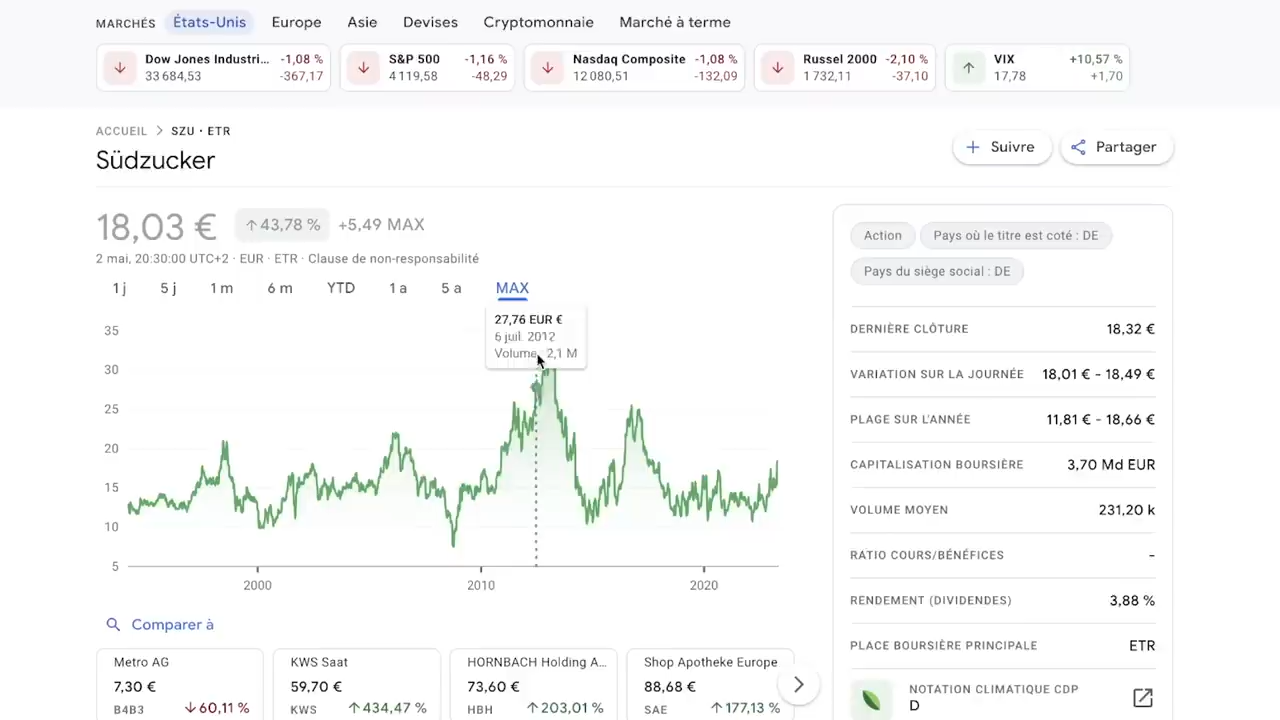 MARCHÉS États-Unis Europe Asie Devises Cryptomonnaie Marché à terme
Dow Jones Industri... -1,08 %
33 684,53 -367,17
S&P 500 -1,16 %
4 119,58 -48,29
Nasdaq Composite -1,08 %
12 080,51 -132,09
Russel 2000 -2,10 %
1 732,11 -37,10
VIX +10,57 %
17,78 +1,70
ACCUEIL > SZU • ETR
Südzucker
Suivre
Partager
18,03 € ↑43,78 % +5,49 MAX
2 mai, 20:30:00 UTC+2 · EUR · ETR · Clause de non-responsabilité
1 j 5 j 1 m 6 m YTD 1 a 5 a MAX
27,76 EUR €
6 juil. 2012
Volume 2,1 M
35
30
25
20
15
10
5
2000 2010 2020
Comparer à
Metro AG
7,30 €
B4B3 ↓60,11 %
KWS Saat
59,70 €
KWS ↑434,47 %
HORNBACH Holding A...
73,60 €
HBH ↑203,01 %
Shop Apotheke Europe
88,68 €
SAE ↑177,13 %
Action
Pays où le titre est coté : DE
Pays du siège social : DE
DERNIÈRE CLÔTURE 18,32 €
VARIATION SUR LA JOURNÉE 18,01 € - 18,49 €
PLAGE SUR L'ANNÉE 11,81 € - 18,66 €
CAPITALISATION BOURSIÈRE 3,70 Md EUR
VOLUME MOYEN 231,20 k
RATIO COURS/BÉNÉFICES -
RENDEMENT (DIVIDENDES) 3,88 %
PLACE BOURSIÈRE PRINCIPALE ETR
NOTATION CLIMATIQUE CDP
D